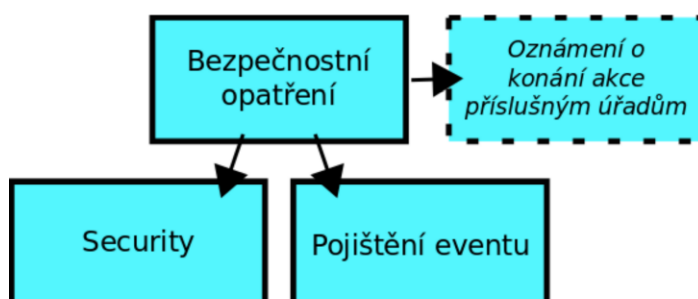 Bezpečnostní
opatření
Oznámení o
konání akce
příslušným úřadům
Security
Pojištění eventu